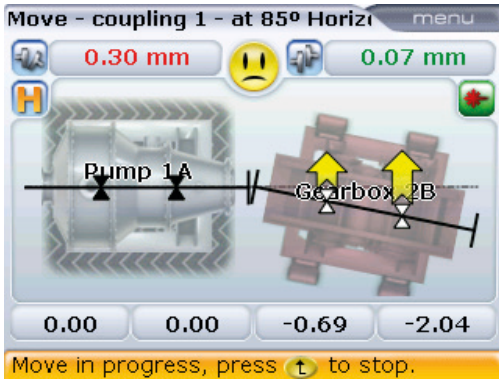 Move - coupling 1 - at 85º Horiz
menu
0.30 mm
0.07 mm
H
Pump 1A
Gearbox 2B
0.00 0.00 -0.69 -2.04
Move in progress, press to stop.